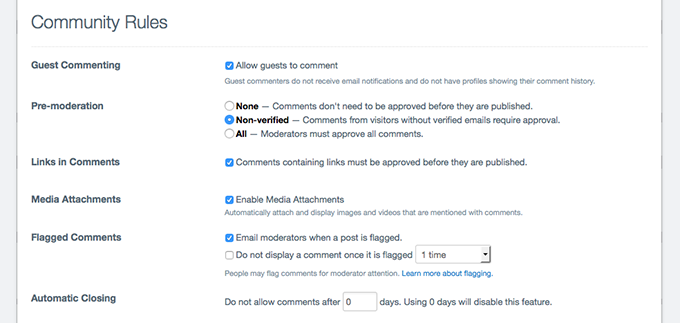 Community Rules
Guest Commenting
Allow guests to comment
Guest commenters do not receive email notifications and do not have profiles showing their comment history.
Pre-moderation
None — Comments don't need to be approved before they are published.
Non-verified — Comments from visitors without verified emails require approval.
All — Moderators must approve all comments.
Links in Comments
Comments containing links must be approved before they are published.
Media Attachments
Enable Media Attachments
Automatically attach and display images and videos that are mentioned with comments.
Flagged Comments
Email moderators when a post is flagged.
Do not display a comment once it is flagged 1 time
People may flag comments for moderator attention. Learn more about flagging.
Automatic Closing
Do not allow comments after 0 days. Using 0 days will disable this feature.